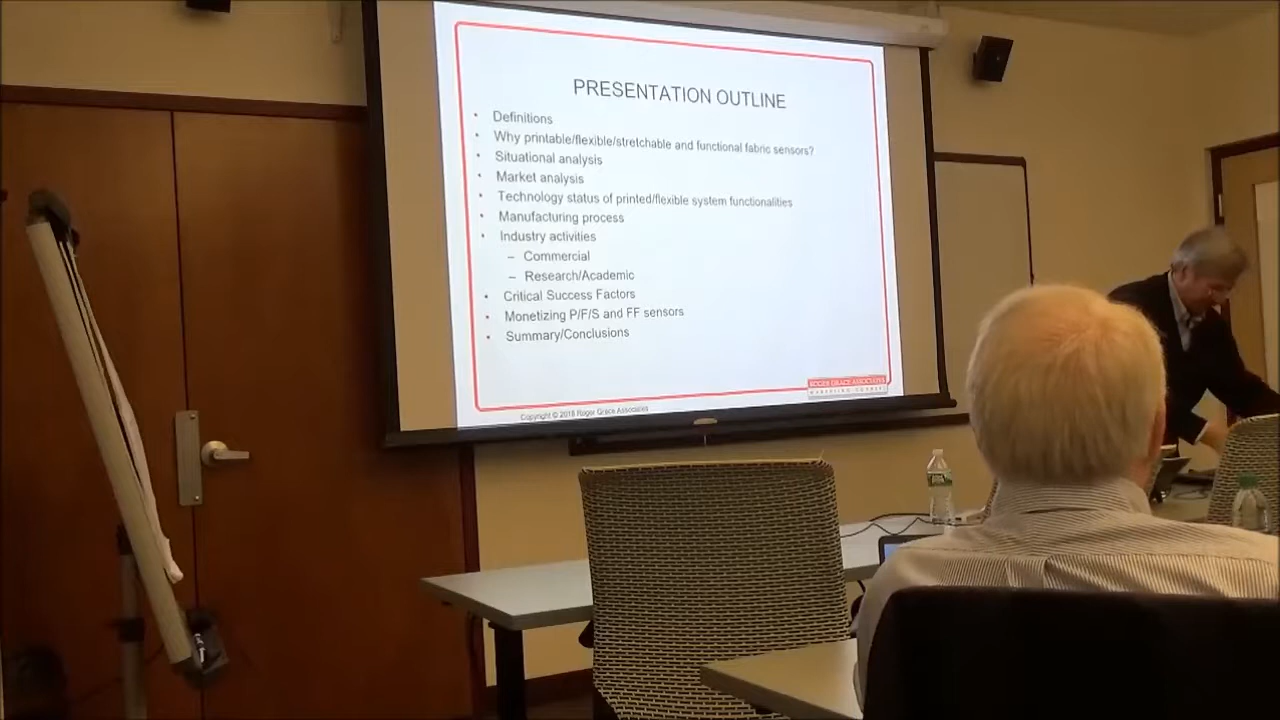 PRESENTATION OUTLINE
• Definitions
• Why printable/flexible/stretchable and functional fabric sensors?
• Situational analysis
• Market analysis
• Technology status of printed/flexible system functionalities
• Manufacturing process
• Industry activities
– Commercial
– Research/Academic
• Critical Success Factors
• Monetizing P/F/S and FF sensors
• Summary/Conclusions
ROGER GRACE ASSOCIATES
Copyright © 2018 Roger Grace Associates